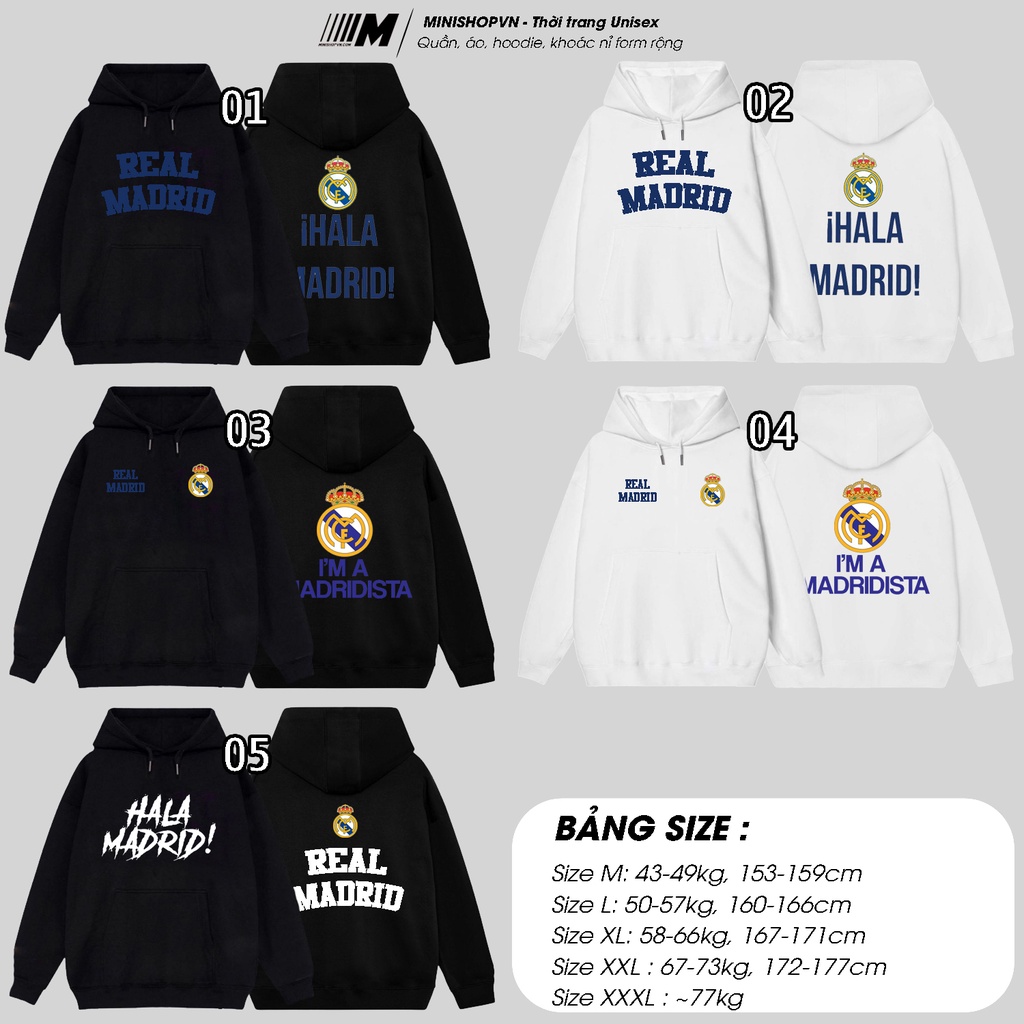 MINISHOPVN.COM
M
MINISHOPVN - Thời trang Unisex
Quần, áo, hoodie, khoác nỉ form rộng
01
REAL
MADRID
¡HALA
MADRID!
02
REAL
MADRID
¡HALA
MADRID!
03
REAL
MADRID
I'M A
MADRIDISTA
04
REAL
MADRID
I'M A
MADRIDISTA
05
HALA
MADRID!
REAL
MADRID
BẢNG SIZE :
Size M: 43-49kg, 153-159cm
Size L: 50-57kg, 160-166cm
Size XL: 58-66kg, 167-171cm
Size XXL : 67-73kg, 172-177cm
Size XXXL : ~77kg